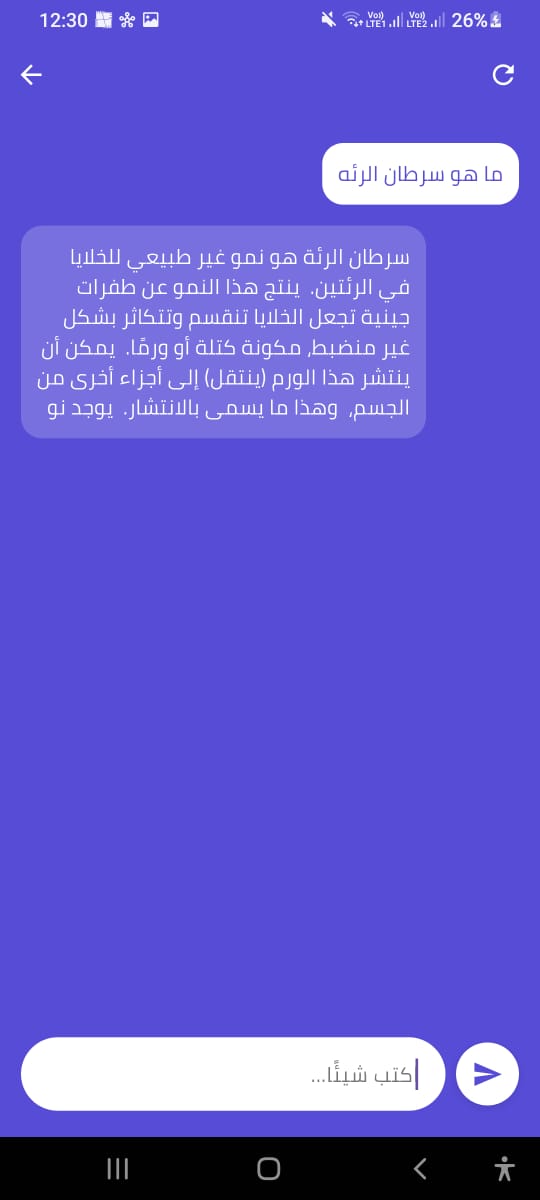 12:30
Vo)) LTE1 Vo)) LTE2 26%
ما هو سرطان الرئه
سرطان الرئة هو نمو غير طبيعي للخلايا
في الرئتين. ينتج هذا النمو عن طفرات
جينية تجعل الخلايا تنقسم وتتكاثر بشكل
غير منضبط، مكونة كتلة أو ورمًا. يمكن أن
ينتشر هذا الورم (ينتقل) إلى أجزاء أخرى من
الجسم، وهذا ما يسمى بالانتشار. يوجد نو
اكتب شيئًا...